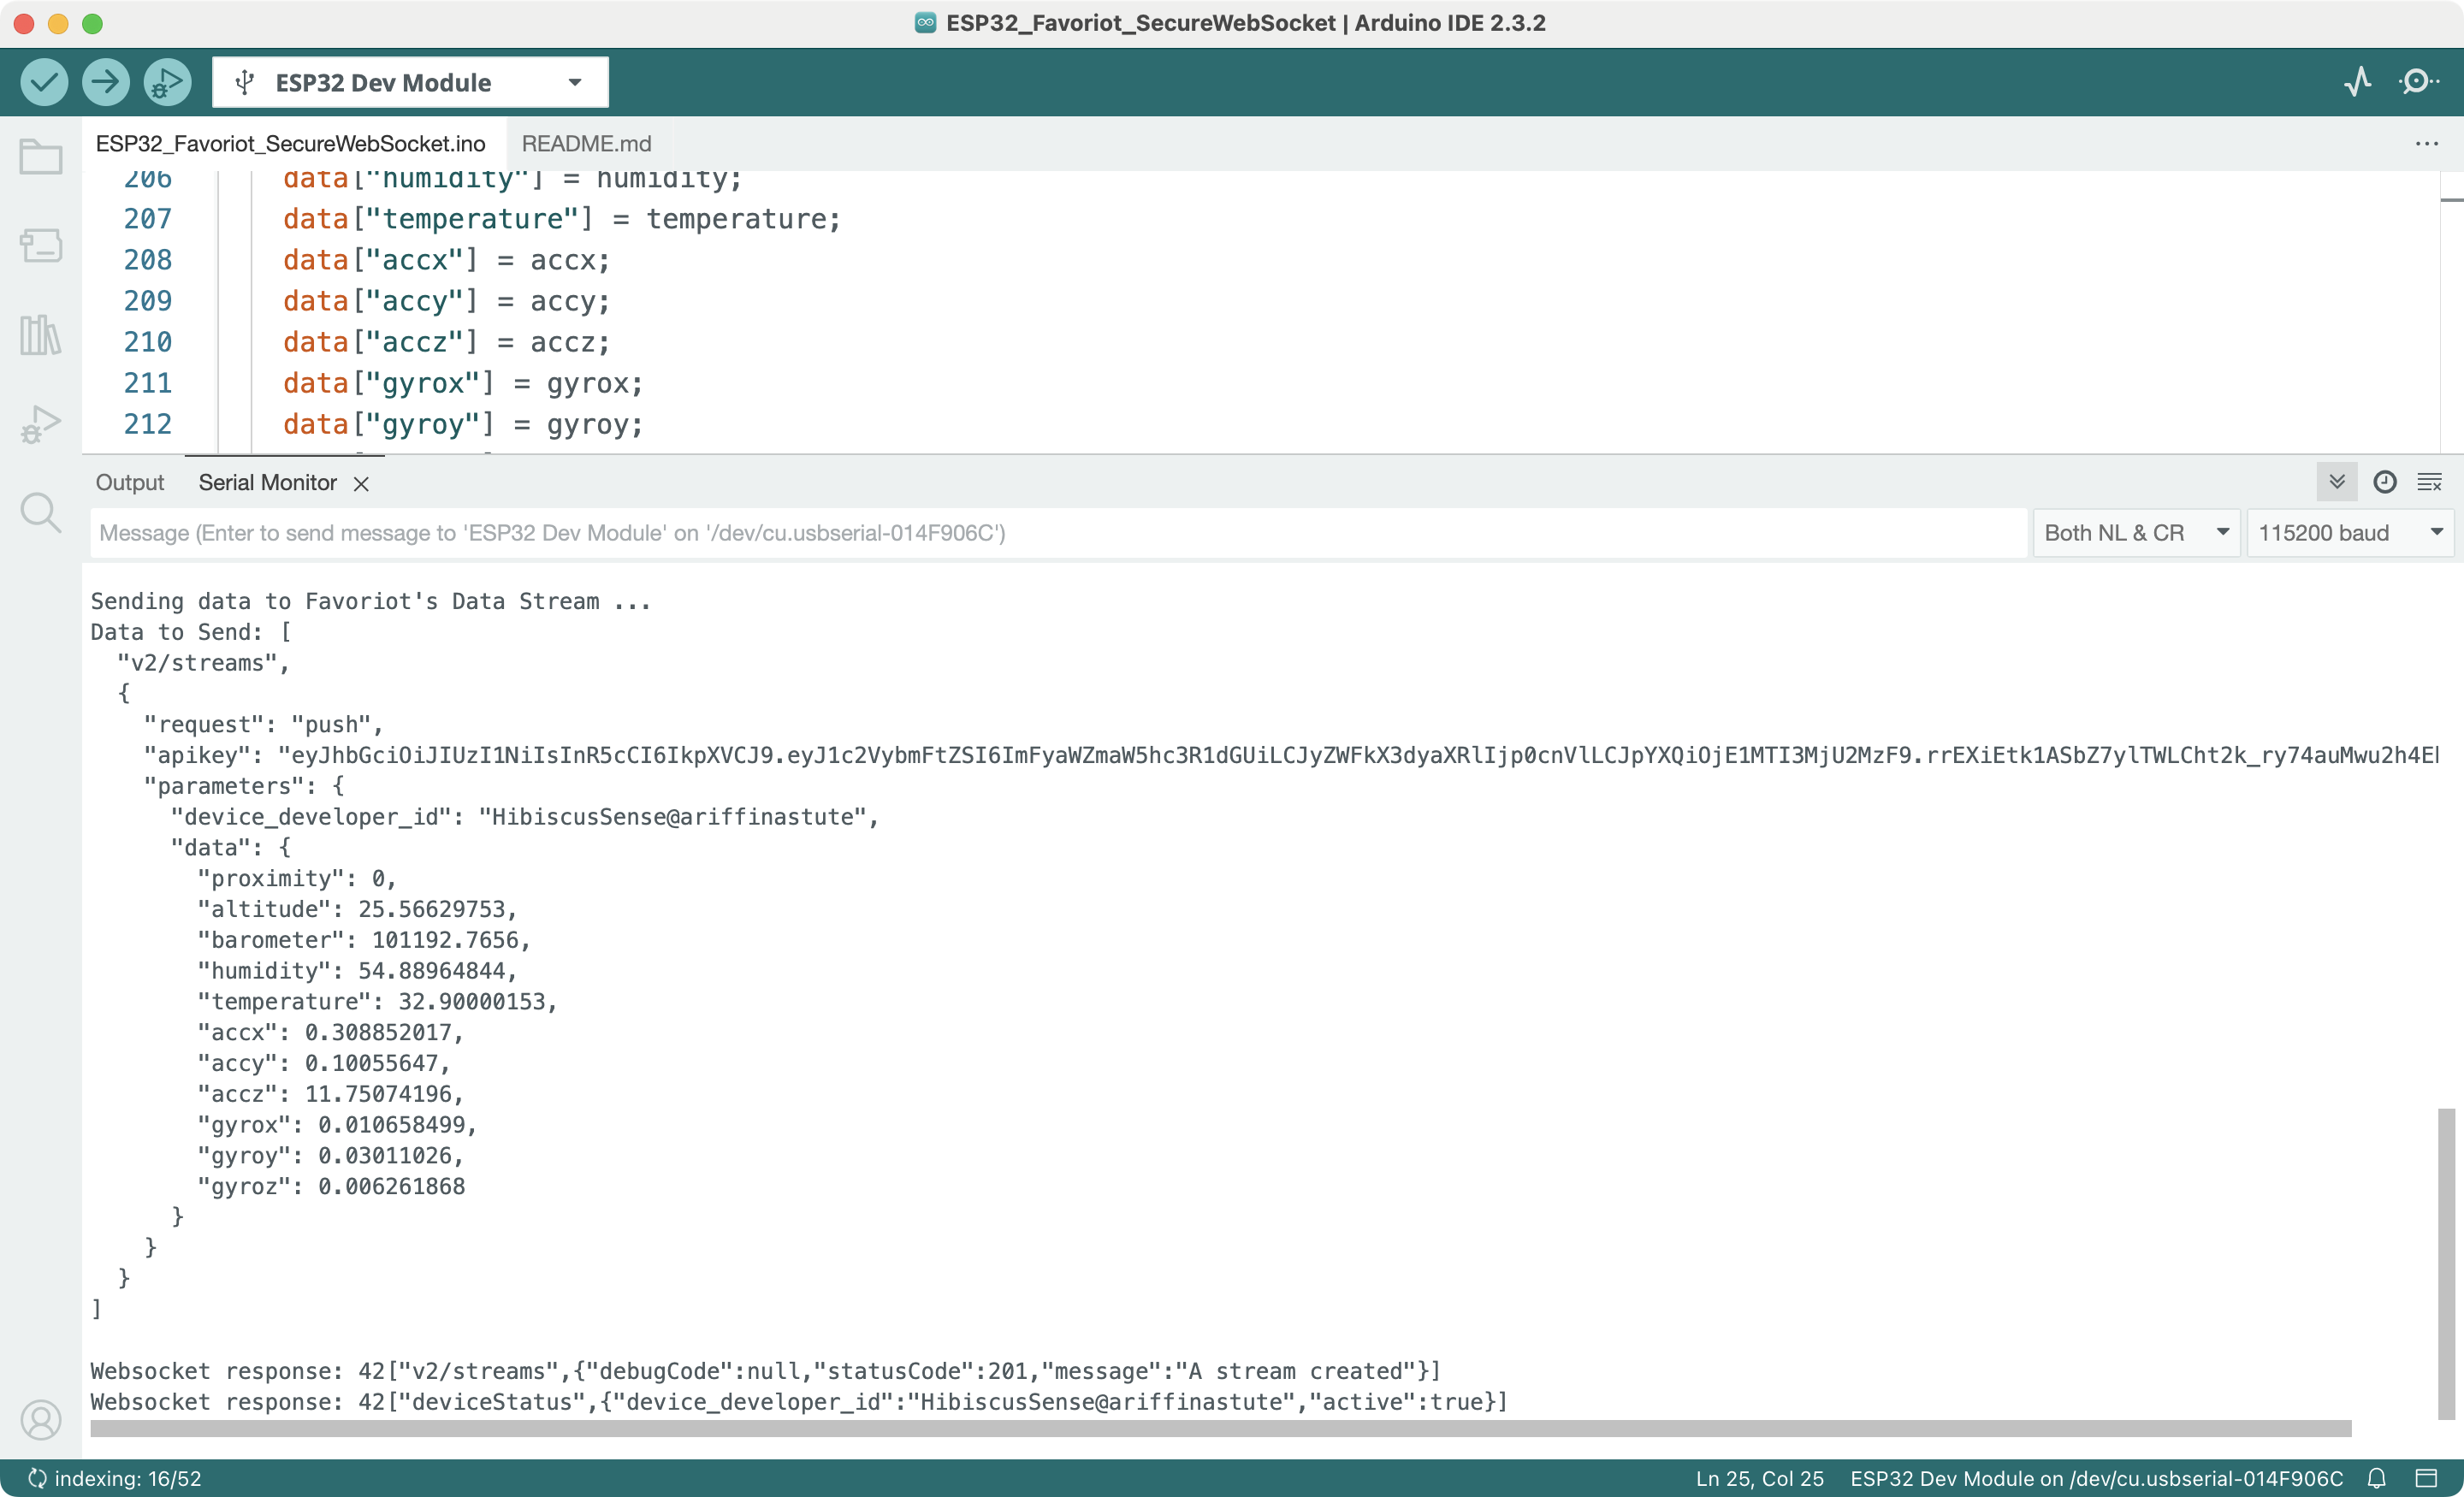 ESP32_Favoriot_SecureWebSocket | Arduino IDE 2.3.2
ESP32 Dev Module
ESP32_Favoriot_SecureWebSocket.ino README.md
206 data["humidity"] = humidity;
207 data["temperature"] = temperature;
208 data["accx"] = accx;
209 data["accy"] = accy;
210 data["accz"] = accz;
211 data["gyrox"] = gyrox;
212 data["gyroy"] = gyroy;
Output Serial Monitor
Message (Enter to send message to 'ESP32 Dev Module' on '/dev/cu.usbserial-014F906C') Both NL & CR 115200 baud
Sending data to Favoriot's Data Stream ...
Data to Send: [
"v2/streams",
{
"request": "push",
"apikey": "eyJhbGciOiJIUzI1NiIsInR5cCI6IkpXVCJ9.eyJ1c2VybmFtZSI6ImFyaWZmaW5hc3R1dGUiLCJyZWFkX3dyaXRlIjp0cnVlLCJpYXQiOjE1MTI3MjU2MzF9.rrEXiEtk1ASbZ7ylTWLCht2k_ry74auMwu2h4E
"parameters": {
"device_developer_id": "HibiscusSense@ariffinastute",
"data": {
"proximity": 0,
"altitude": 25.56629753,
"barometer": 101192.7656,
"humidity": 54.88964844,
"temperature": 32.90000153,
"accx": 0.308852017,
"accy": 0.10055647,
"accz": 11.75074196,
"gyrox": 0.010658499,
"gyroy": 0.03011026,
"gyroz": 0.006261868
}
}
}
]
Websocket response: 42["v2/streams",{"debugCode":null,"statusCode":201,"message":"A stream created"}]
Websocket response: 42["deviceStatus",{"device_developer_id":"HibiscusSense@ariffinastute","active":true}]
indexing: 16/52 Ln 25, Col 25 ESP32 Dev Module on /dev/cu.usbserial-014F906C